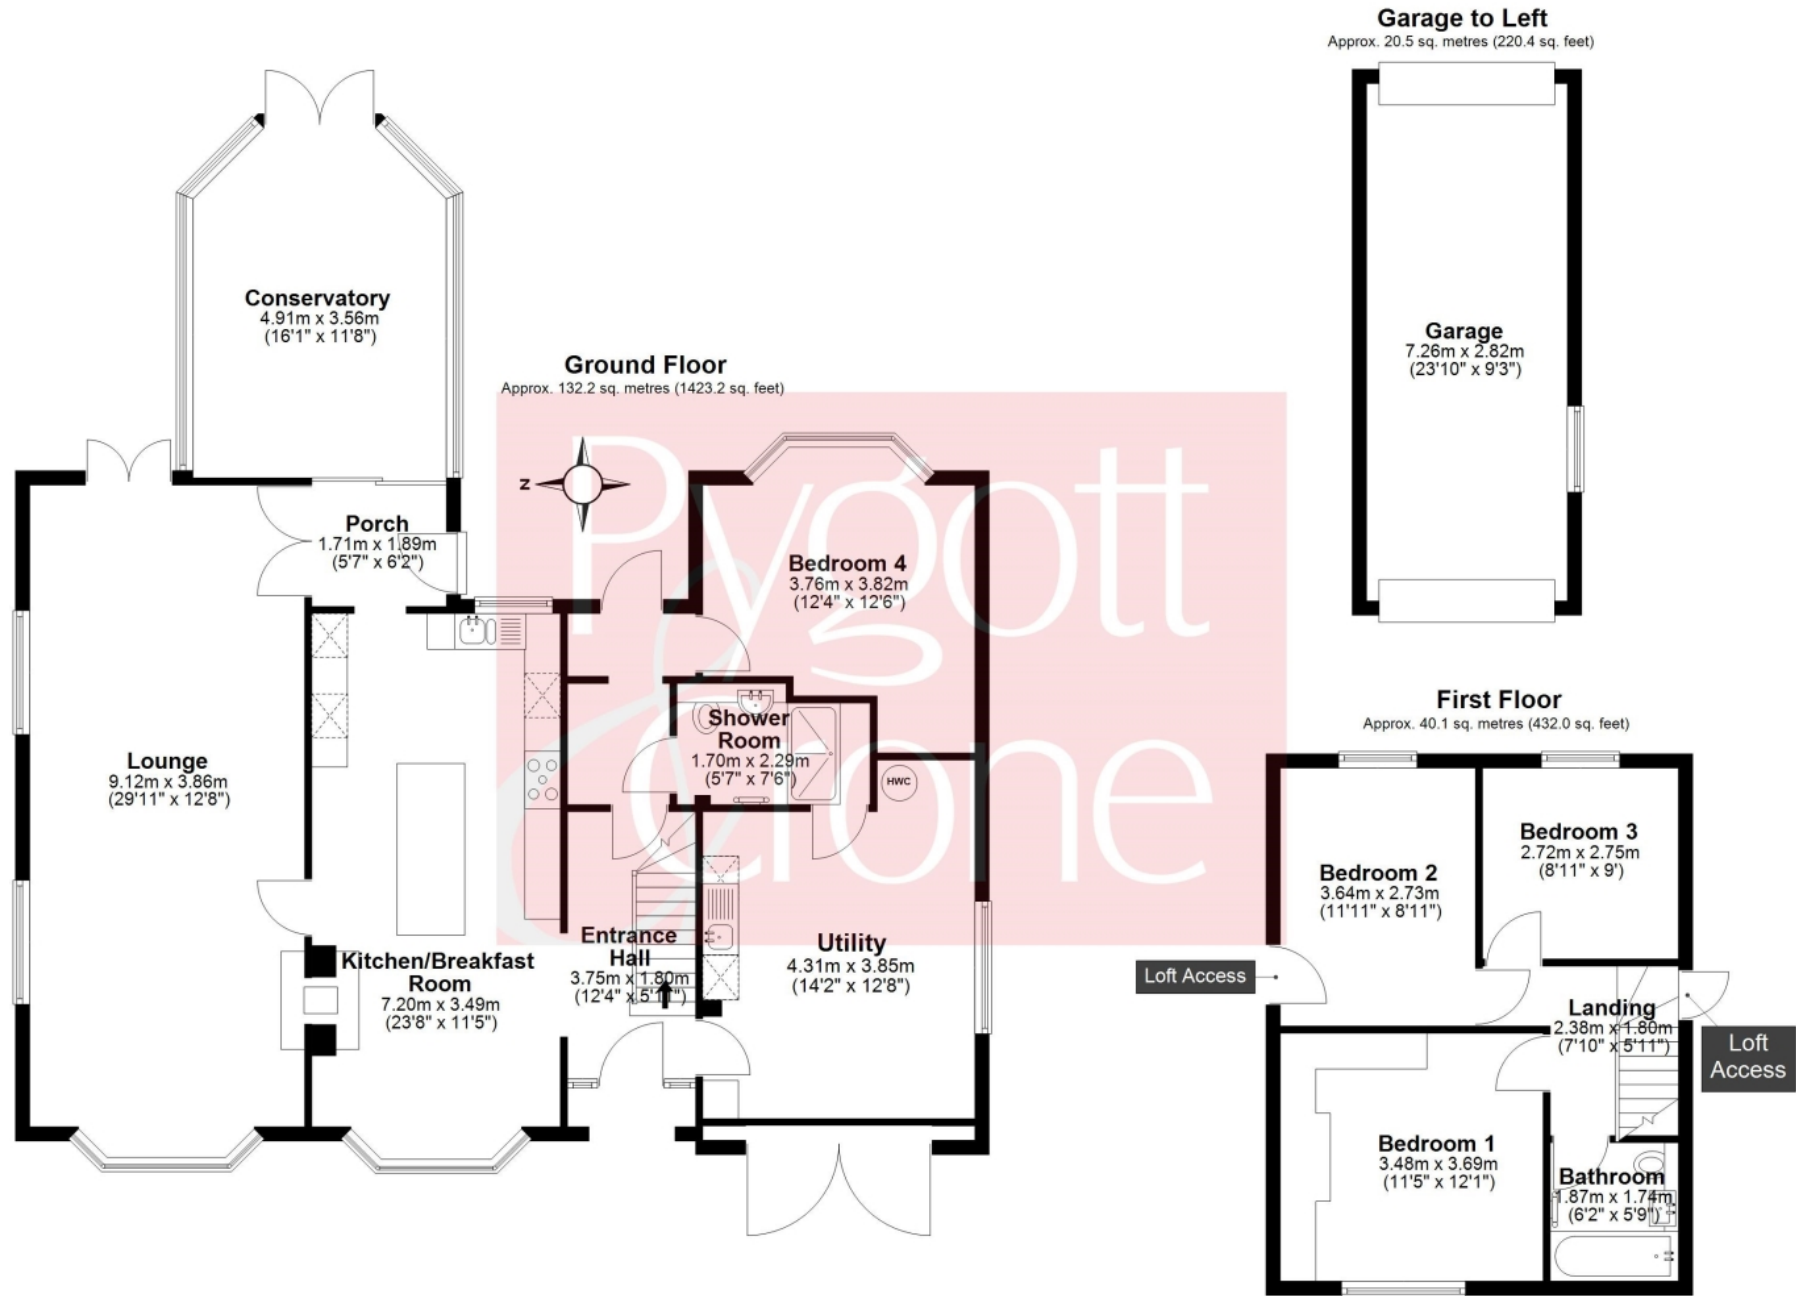 Garage to Left
Approx. 20.5 sq. metres (220.4 sq. feet)
Conservatory
4.91m x 3.56m
(16'1" x 11'8")
Garage
7.26m x 2.82m
(23'10" x 9'3")
Ground Floor
Approx. 132.2 sq. metres (1423.2 sq. feet)
Z
Pygott
& Crone
Porch
1.71m x 1.89m
(5'7" x 6'2")
Bedroom 4
3.76m x 3.82m
(12'4" x 12'6")
Shower
Room
1.70m x 2.29m
(5'7" x 7'6")
HWC
Lounge
9.12m x 3.86m
(29'11" x 12'8")
Kitchen/Breakfast
Room
7.20m x 3.49m
(23'8" x 11'5")
Entrance
Hall
3.75m x 1.80m
(12'4" x 5'11")
Utility
4.31m x 3.85m
(14'2" x 12'8")
First Floor
Approx. 40.1 sq. metres (432.0 sq. feet)
Bedroom 3
2.72m x 2.75m
(8'11" x 9')
Bedroom 2
3.64m x 2.73m
(11'11" x 8'11")
Loft Access
Landing
2.38m x 1.80m
(7'10" x 5'11")
Loft
Access
Bedroom 1
3.48m x 3.69m
(11'5" x 12'1")
Bathroom
1.87m x 1.74m
(6'2" x 5'9")